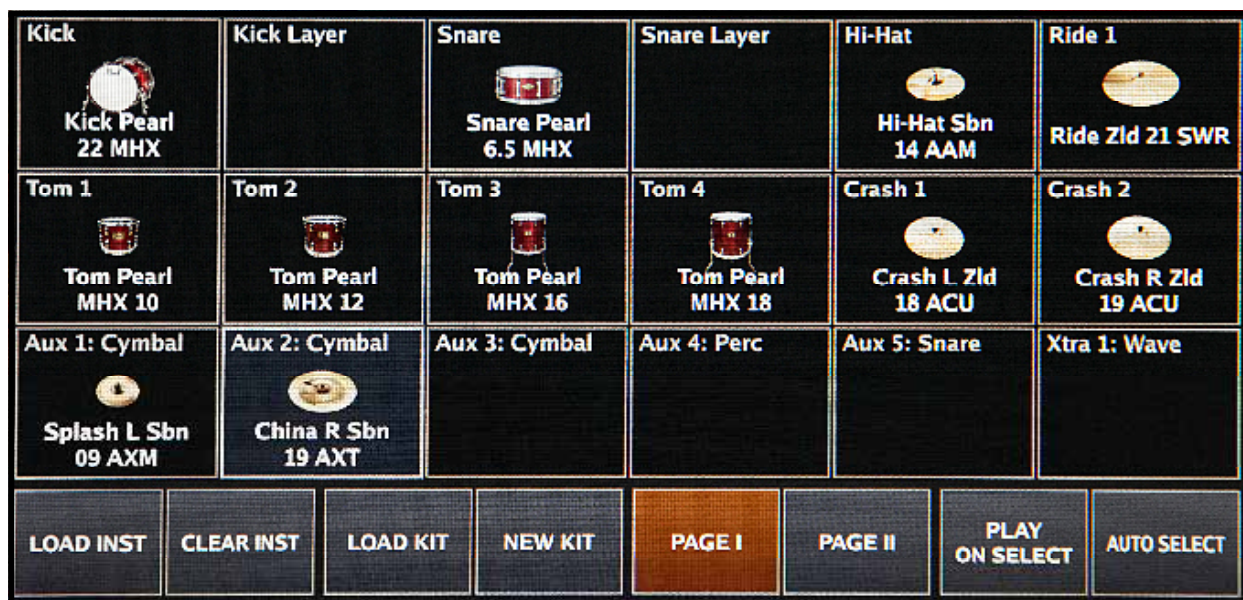 Kick
Kick Layer
Snare
Snare Layer
Hi-Hat
Ride 1
Kick Pearl
22 MHX
Snare Pearl
6.5 MHX
Hi-Hat Sbn
14 AAM
Ride Zld 21 SWR
Tom 1
Tom 2
Tom 3
Tom 4
Crash 1
Crash 2
Tom Pearl
MHX 10
Tom Pearl
MHX 12
Tom Pearl
MHX 16
Tom Pearl
MHX 18
Crash L Zld
18 ACU
Crash R Zld
19 ACU
Aux 1: Cymbal
Aux 2: Cymbal
Aux 3: Cymbal
Aux 4: Perc
Aux 5: Snare
Xtra 1: Wave
Splash L Sbn
09 AXM
China R Sbn
19 AXT
LOAD INST
CLEAR INST
LOAD KIT
NEW KIT
PAGE I
PAGE II
PLAY
ON SELECT
AUTO SELECT